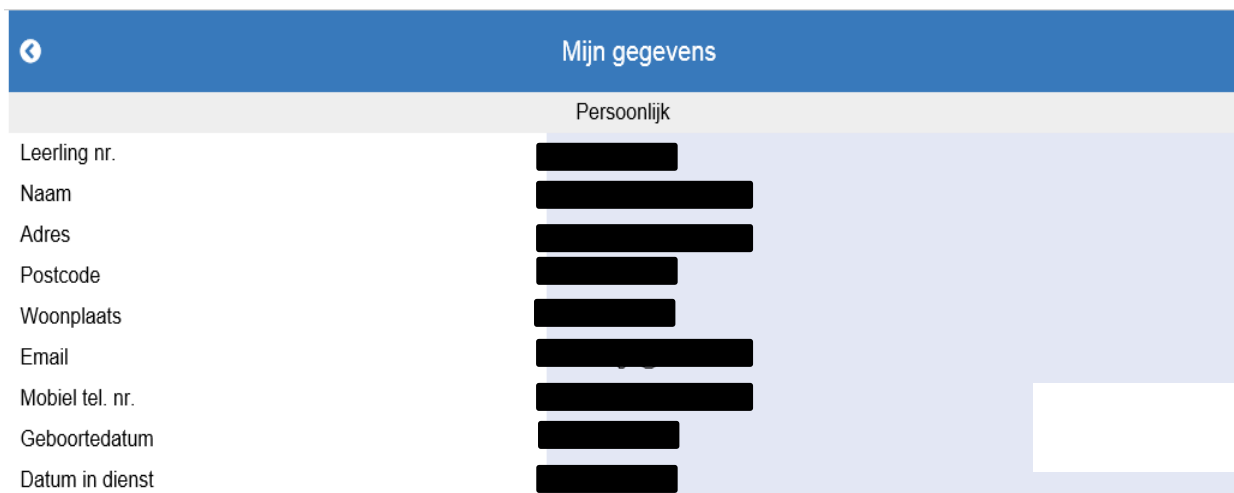 Mijn gegevens
Persoonlijk
Leerling nr.
Naam
Adres
Postcode
Woonplaats
Email
Mobiel tel. nr.
Geboortedatum
Datum in dienst